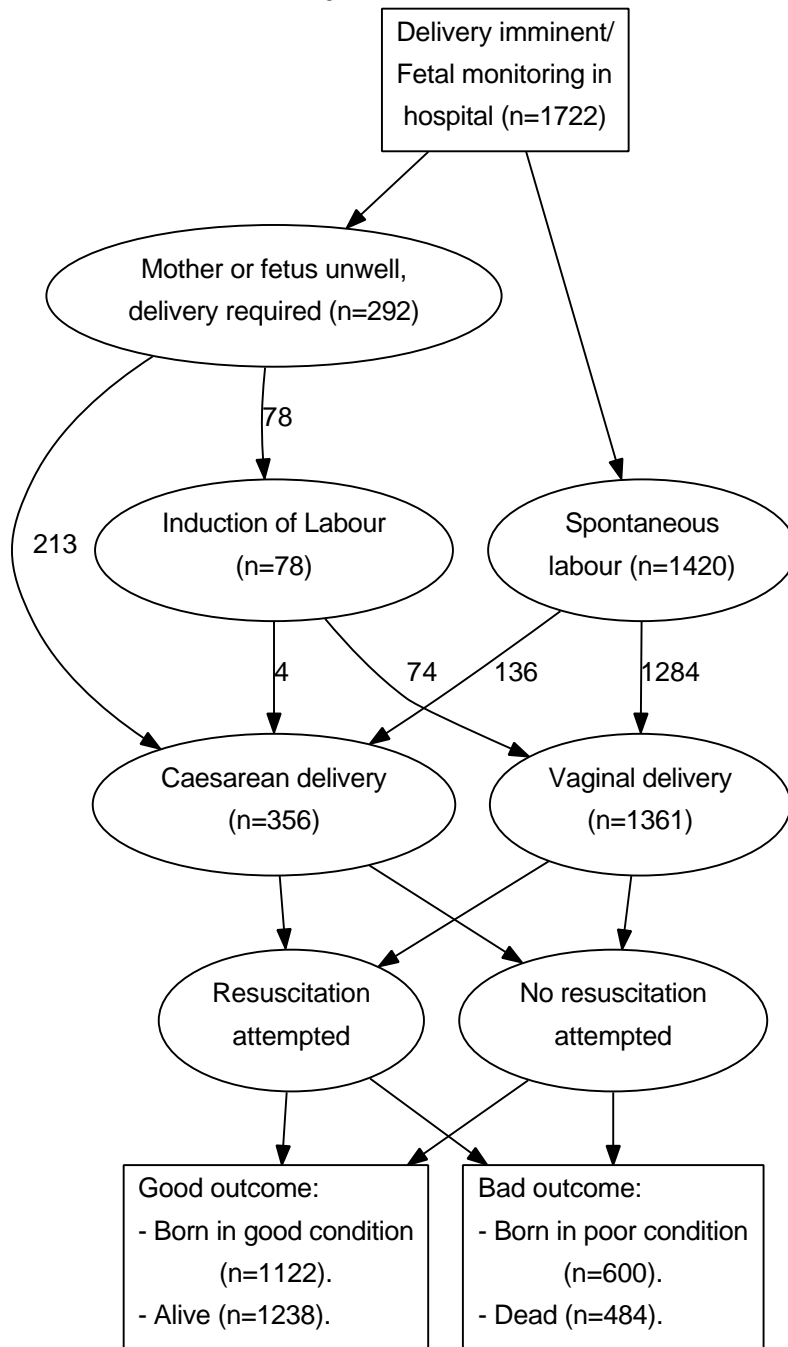 Delivery imminent/
Fetal monitoring in
hospital (n=1722)
Mother or fetus unwell,
delivery required (n=292)
78
213
Induction of Labour
(n=78)
Spontaneous
labour (n=1420)
4
74
136
1284
Caesarean delivery
(n=356)
Vaginal delivery
(n=1361)
Resuscitation
attempted
No resuscitation
attempted
Good outcome:
- Born in good condition
(n=1122).
- Alive (n=1238).
Bad outcome:
- Born in poor condition
(n=600).
- Dead (n=484).